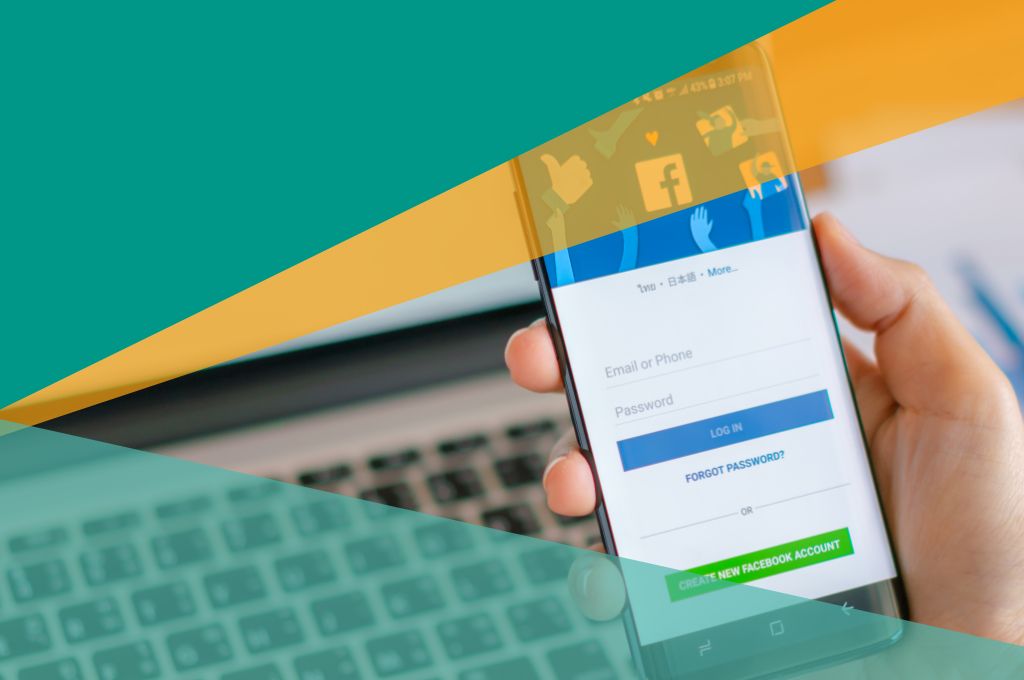 43% 3:07 PM
f
ไทย • 日本語 • More...
Email or Phone
Password
LOG IN
FORGOT PASSWORD?
OR
CREATE NEW FACEBOOK ACCOUNT